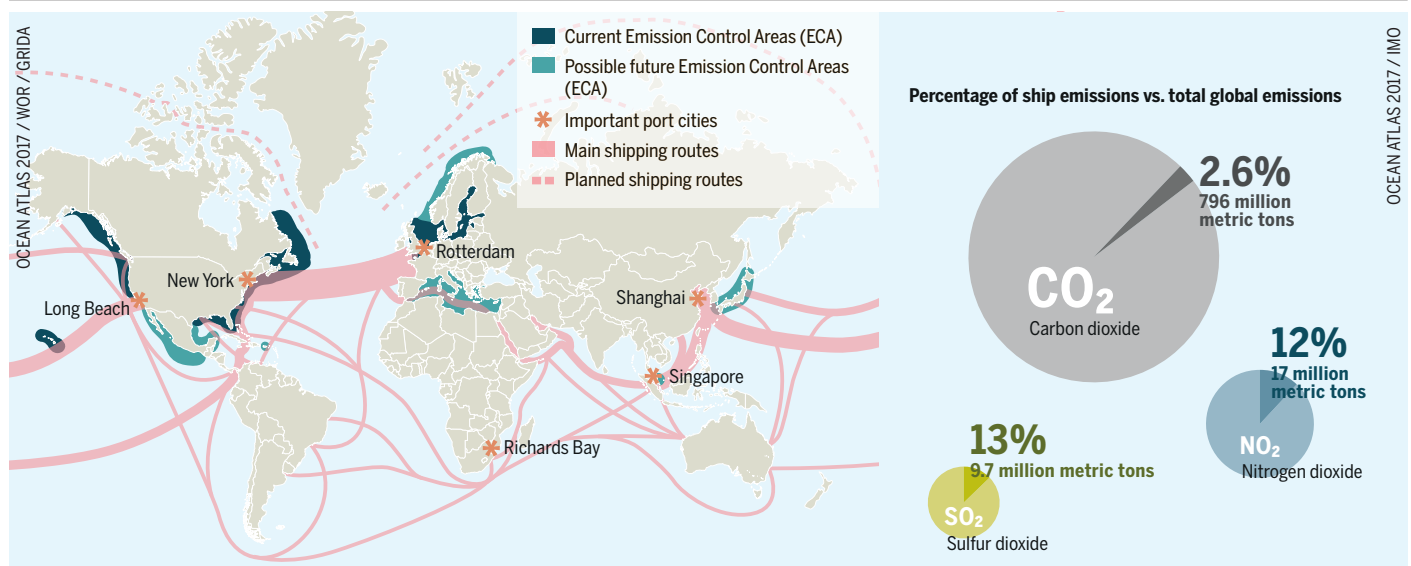 OCEAN ATLAS 2017 / WOR / GRIDA
Current Emission Control Areas (ECA)
Possible future Emission Control Areas
(ECA)
Important port cities
Main shipping routes
Planned shipping routes
Rotterdam
New York
Long Beach
Shanghai
Singapore
Richards Bay
Percentage of ship emissions vs. total global emissions
OCEAN ATLAS 2017 / IMO
2.6%
796 million
metric tons
CO₂
Carbon dioxide
12%
17 million
metric tons
NO₂
Nitrogen dioxide
13%
9.7 million metric tons
SO₂
Sulfur dioxide